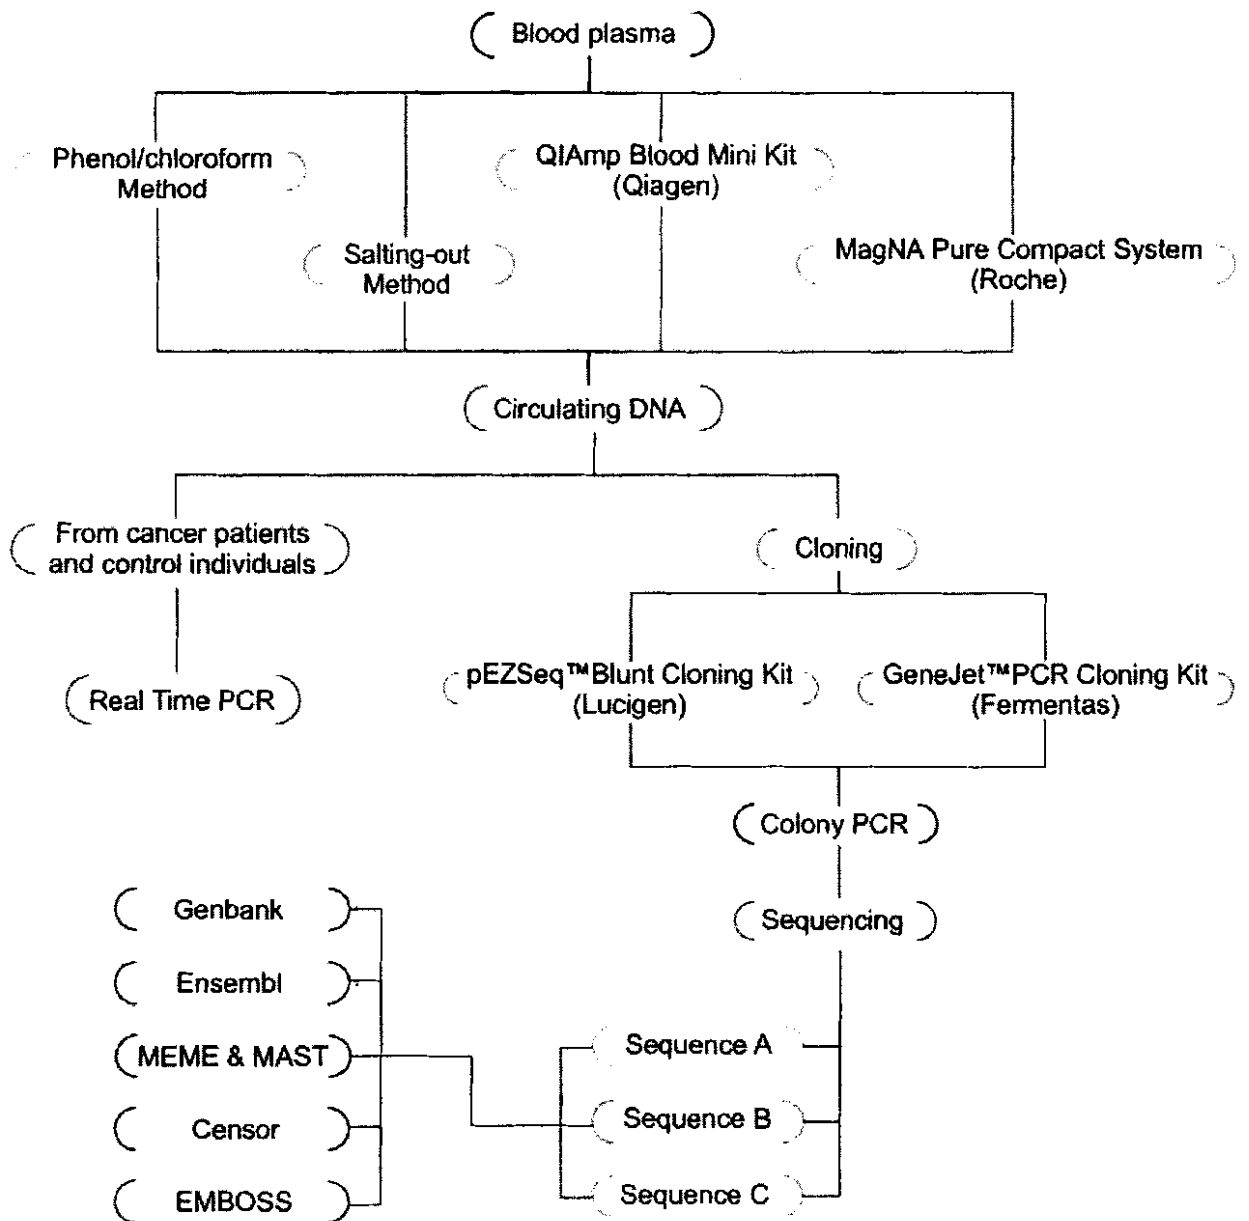 Blood plasma
Phenol/chloroform
Method
QIAmp Blood Mini Kit
(Qiagen)
Salting-out
Method
MagNA Pure Compact System
(Roche)
Circulating DNA
From cancer patients
and control individuals
Cloning
Real Time PCR
pEZSeq™Blunt Cloning Kit
(Lucigen)
GeneJet™PCR Cloning Kit
(Fermentas)
Colony PCR
Sequencing
Genbank
Ensembl
MEME & MAST
Censor
EMBOSS
Sequence A
Sequence B
Sequence C